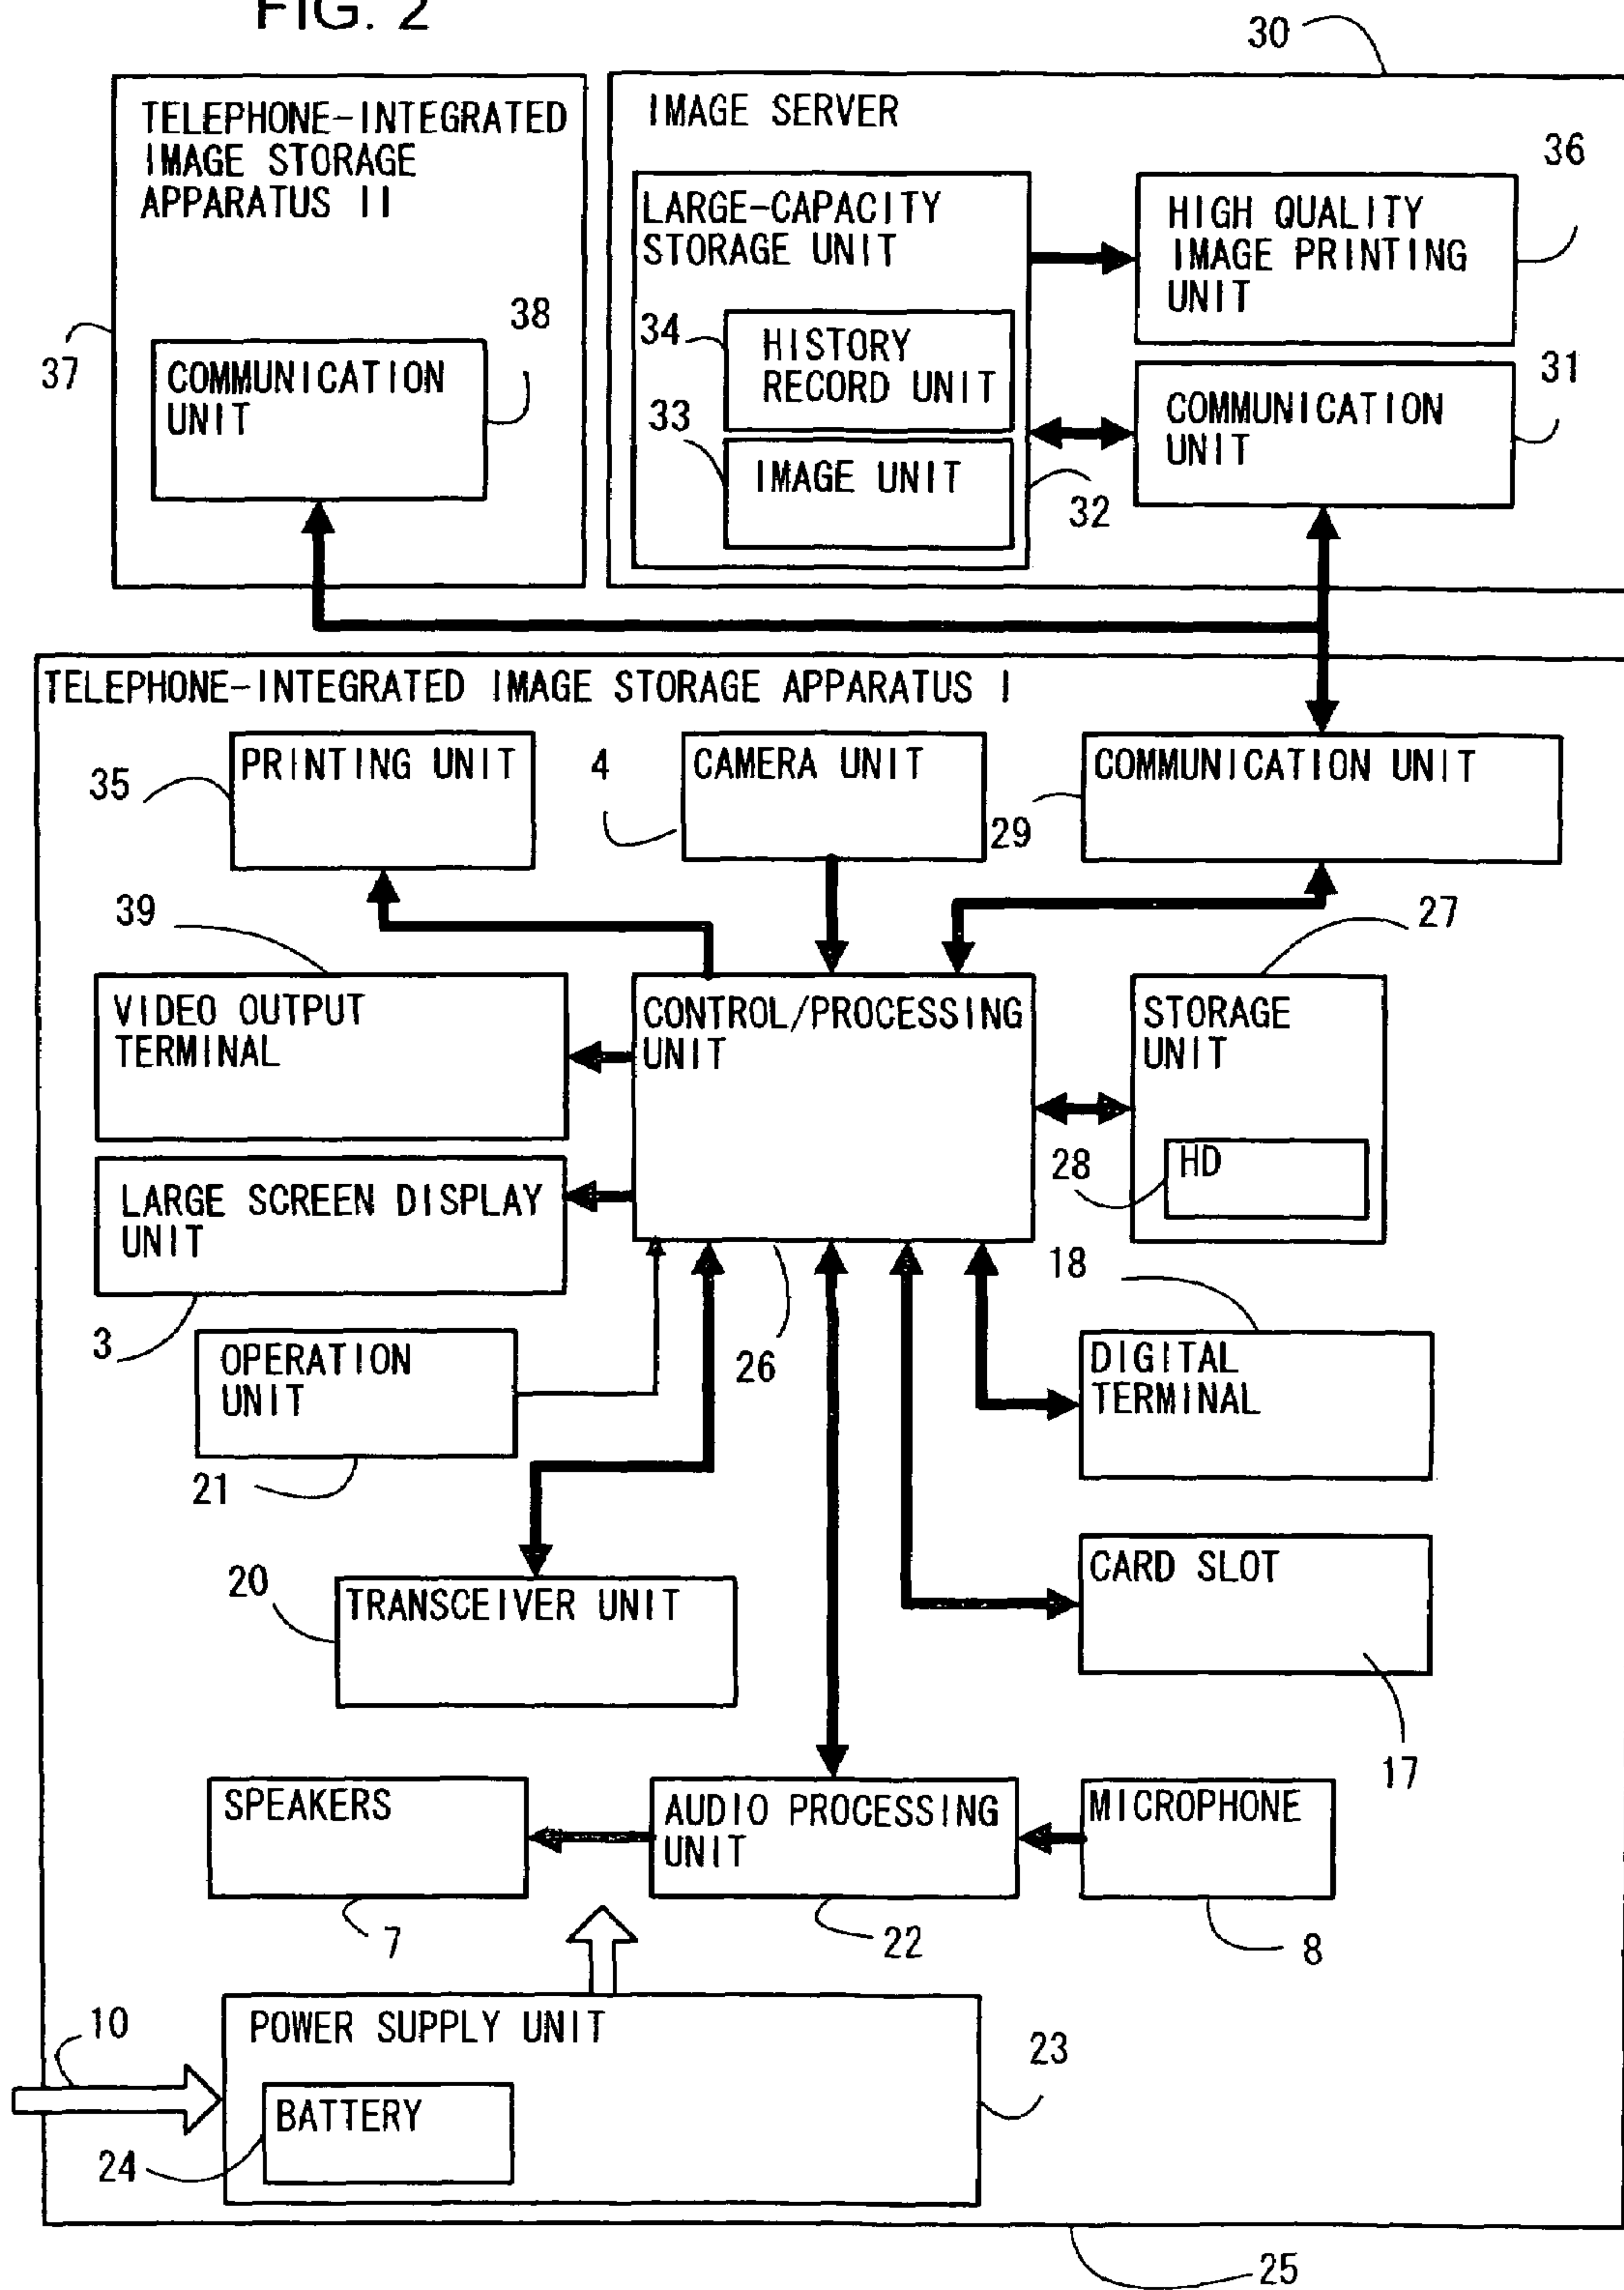 FIG. 2
30
TELEPHONE-INTEGRATED
IMAGE STORAGE
APPARATUS II
IMAGE SERVER
36
LARGE-CAPACITY
STORAGE UNIT
HIGH QUALITY
IMAGE PRINTING
UNIT
37
38
COMMUNICATION
UNIT
34
HISTORY
RECORD UNIT
33
IMAGE UNIT
32
31
COMMUNICATION
UNIT
TELEPHONE-INTEGRATED IMAGE STORAGE APPARATUS I
35
PRINTING UNIT
4
CAMERA UNIT
29
COMMUNICATION UNIT
39
27
VIDEO OUTPUT
TERMINAL
CONTROL/PROCESSING
UNIT
STORAGE
UNIT
28
HD
LARGE SCREEN DISPLAY
UNIT
3
26
18
OPERATION
UNIT
21
DIGITAL
TERMINAL
20
TRANSCEIVER UNIT
CARD SLOT
17
SPEAKERS
7
AUDIO PROCESSING
UNIT
22
MICROPHONE
8
10
POWER SUPPLY UNIT
23
BATTERY
24
25